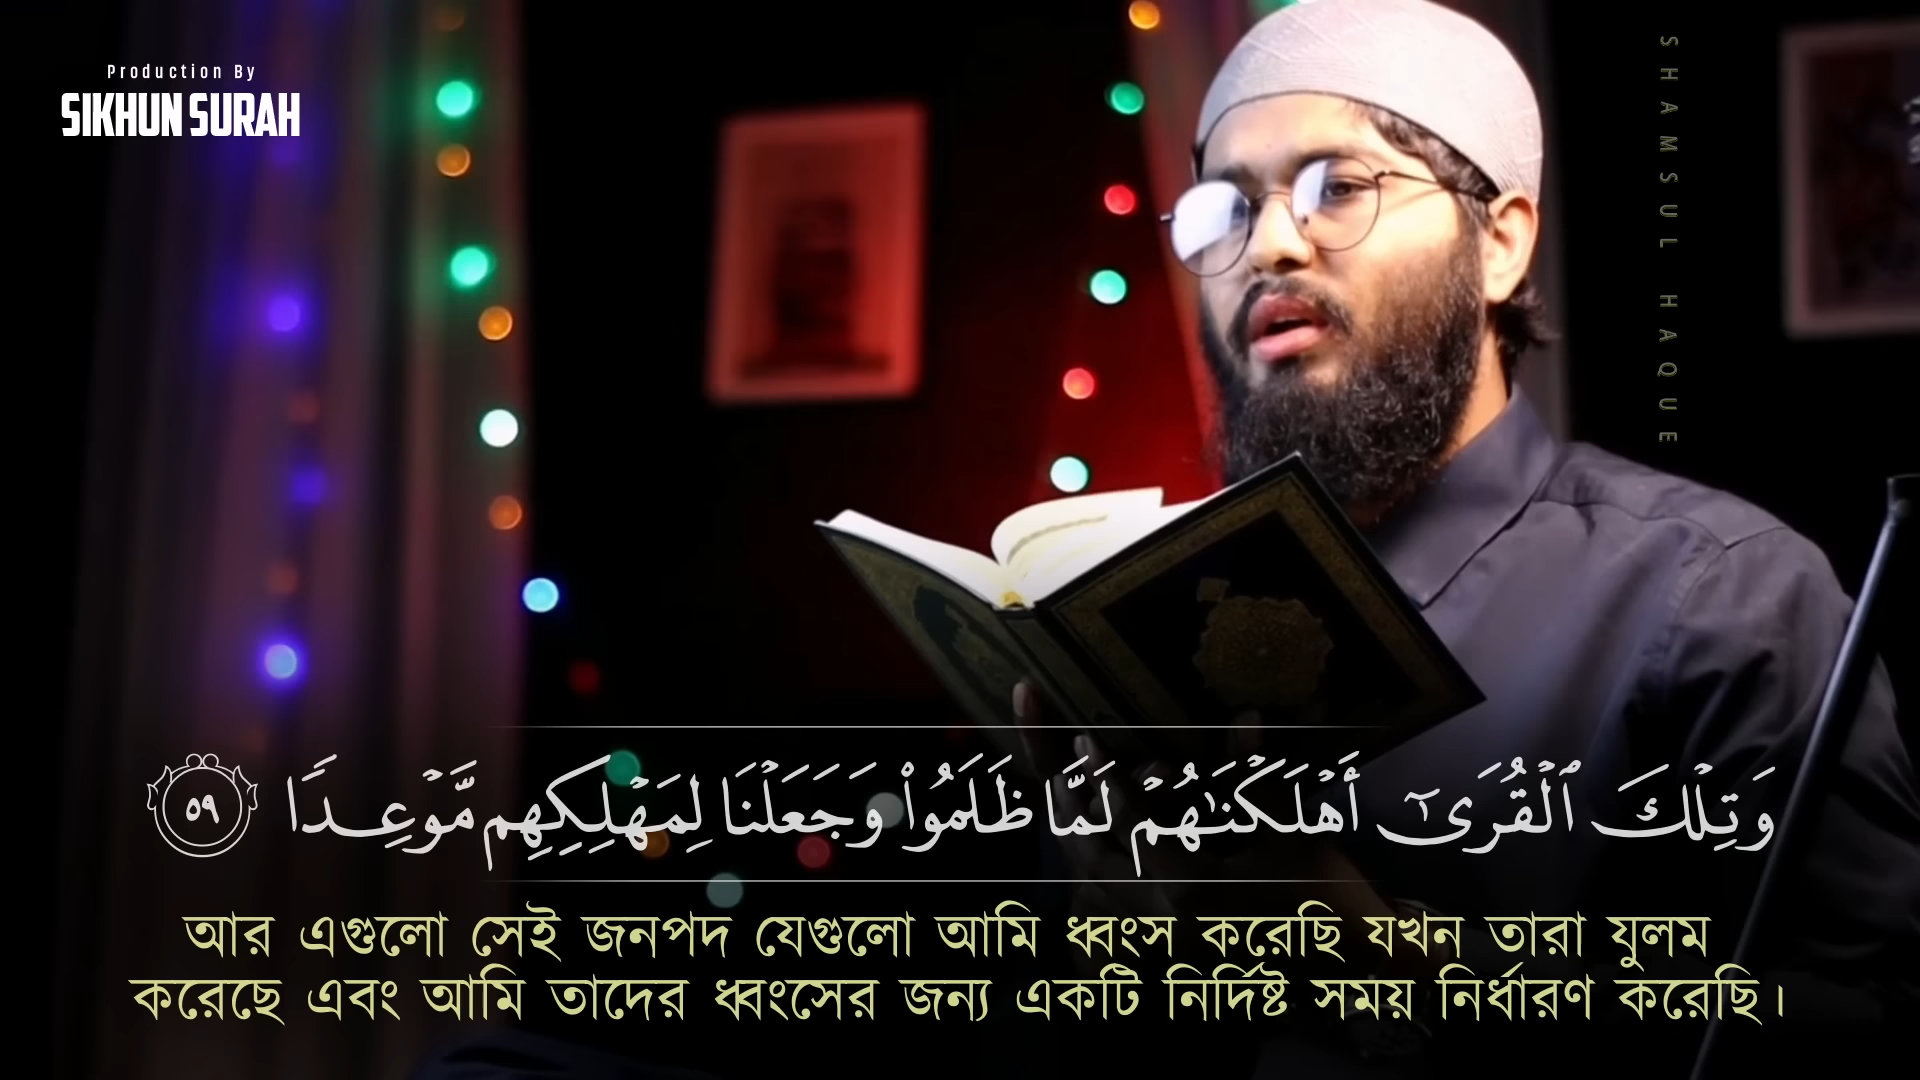 Production By
SIKHUN SURAH
SHAMSUL HAQUE
وَتِلْكَ ٱلْقُرَىٰٓ أَهْلَكْنَـٰهُمْ لَمَّا ظَلَمُوا۟ وَجَعَلْنَا لِمَهْلِكِهِم مَّوْعِدًا ٥٩
আর এগুলো সেই জনপদ যেগুলো আমি ধ্বংস করেছি যখন তারা যুলম
করেছে এবং আমি তাদের ধ্বংসের জন্য একটি নির্দিষ্ট সময় নির্ধারণ করেছি।